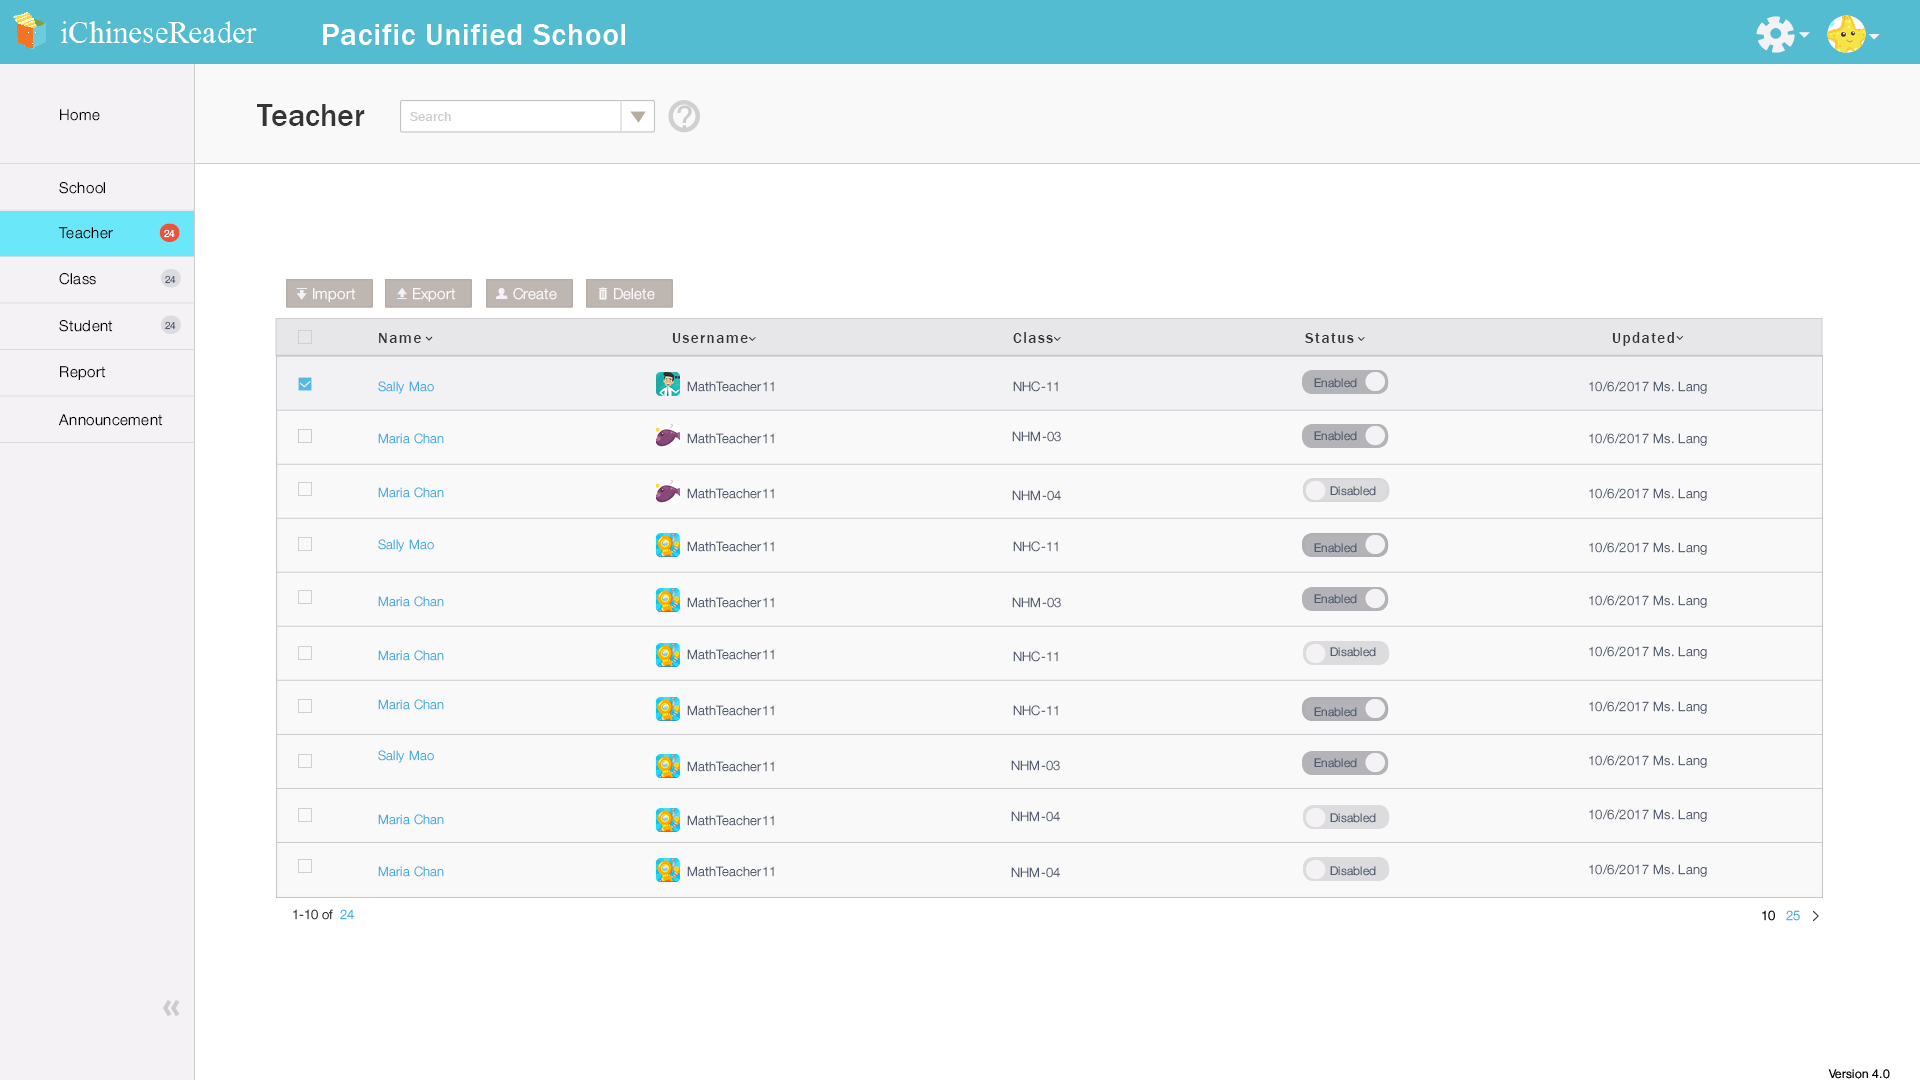 iChineseReader Pacific Unified School
Home
Teacher Search ?
School
Teacher 24
Class 24
Student 24
Report
Announcement
Import Export Create Delete
Name Username Class Status Updated
Sally Mao MathTeacher11 NHC-11 Enabled 10/6/2017 Ms. Lang
Maria Chan MathTeacher11 NHM-03 Enabled 10/6/2017 Ms. Lang
Maria Chan MathTeacher11 NHM-04 Disabled 10/6/2017 Ms. Lang
Sally Mao MathTeacher11 NHC-11 Enabled 10/6/2017 Ms. Lang
Maria Chan MathTeacher11 NHM-03 Enabled 10/6/2017 Ms. Lang
Maria Chan MathTeacher11 NHC-11 Disabled 10/6/2017 Ms. Lang
Maria Chan MathTeacher11 NHC-11 Enabled 10/6/2017 Ms. Lang
Sally Mao MathTeacher11 NHM-03 Enabled 10/6/2017 Ms. Lang
Maria Chan MathTeacher11 NHM-04 Disabled 10/6/2017 Ms. Lang
Maria Chan MathTeacher11 NHM-04 Disabled 10/6/2017 Ms. Lang
1-10 of 24 10 25 >
«
Version 4.0